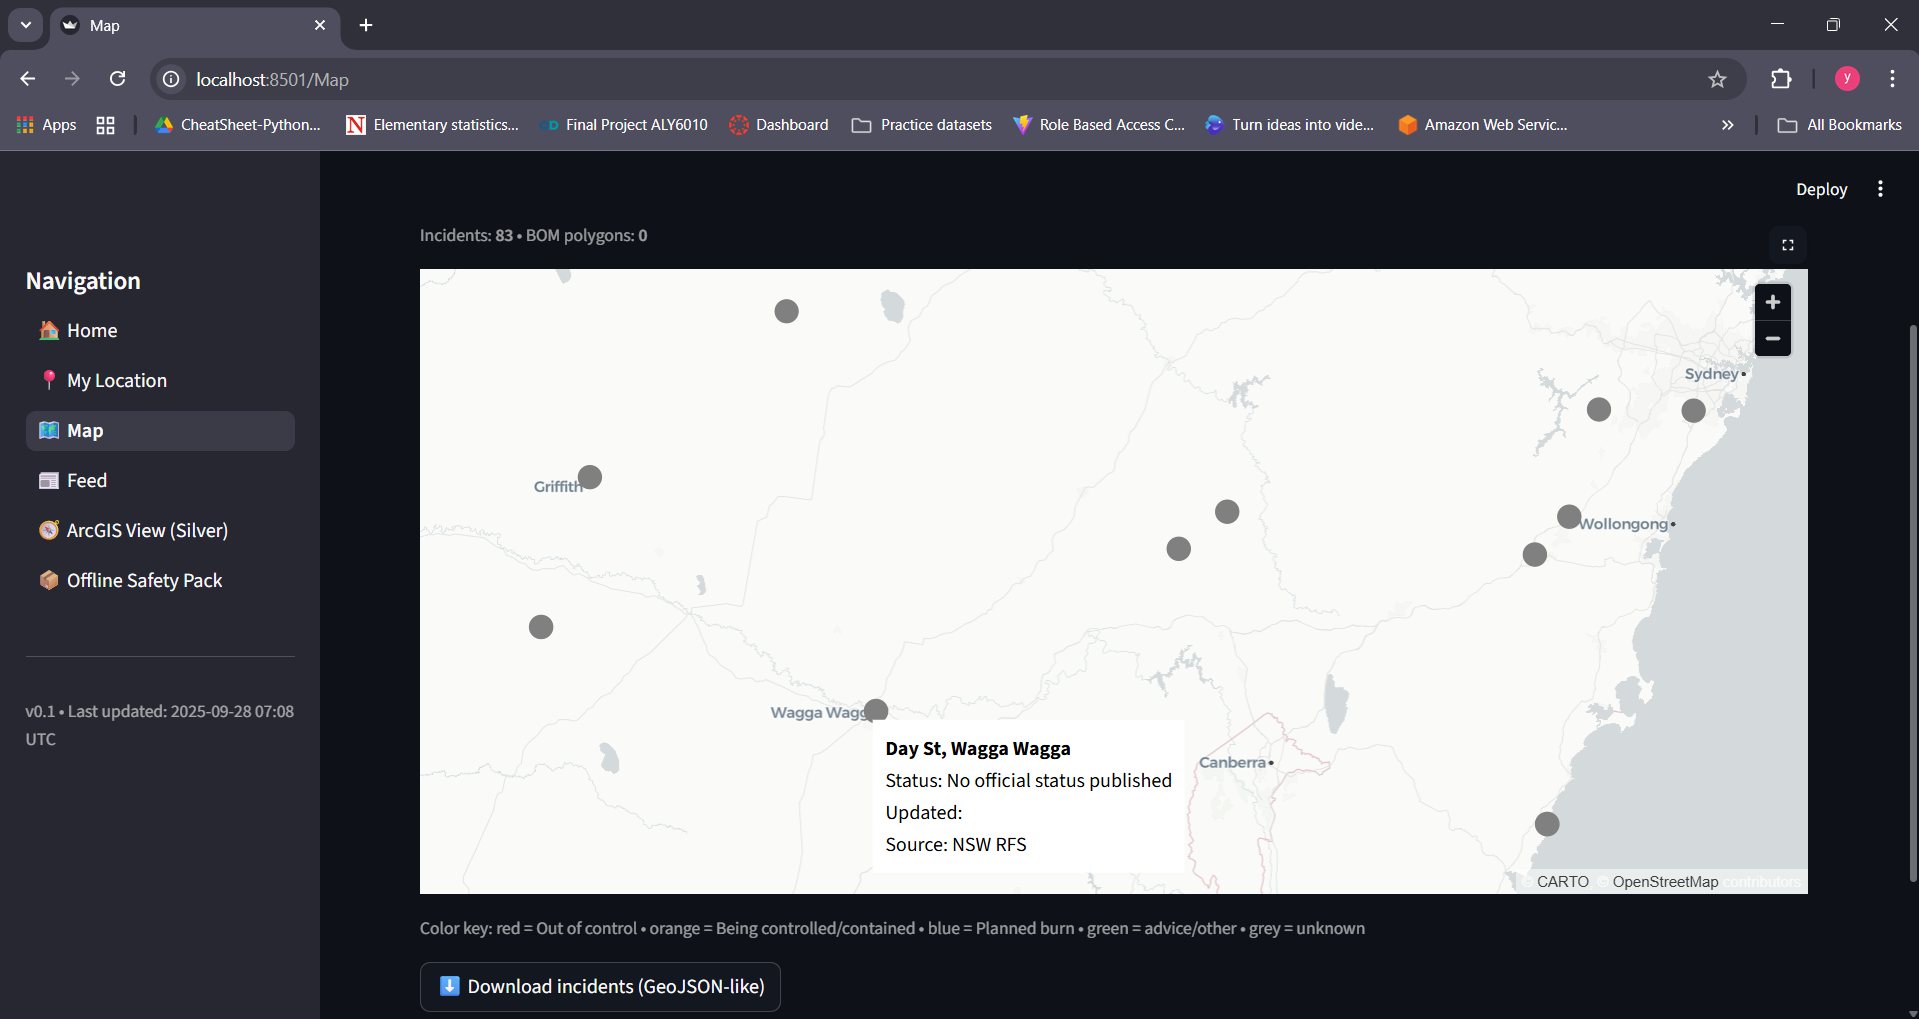 Map
localhost:8501/Map
y
Apps
CheatSheet-Python...
Elementary statistics...
Final Project ALY6010
Dashboard
Practice datasets
Role Based Access C...
Turn ideas into vide...
Amazon Web Servic...
All Bookmarks
Deploy
Navigation
🏠 Home
📍 My Location
🗺️ Map
📰 Feed
🧭 ArcGIS View (Silver)
📦 Offline Safety Pack
v0.1 • Last updated: 2025-09-28 07:08
UTC
Incidents: 83 • BOM polygons: 0
Sydney
Griffith
Wollongong
Wagga Wagg
Canberra
Day St, Wagga Wagga
Status: No official status published
Updated:
Source: NSW RFS
© CARTO © OpenStreetMap contributors
Color key: red = Out of control • orange = Being controlled/contained • blue = Planned burn • green = advice/other • grey = unknown
⬇️ Download incidents (GeoJSON-like)